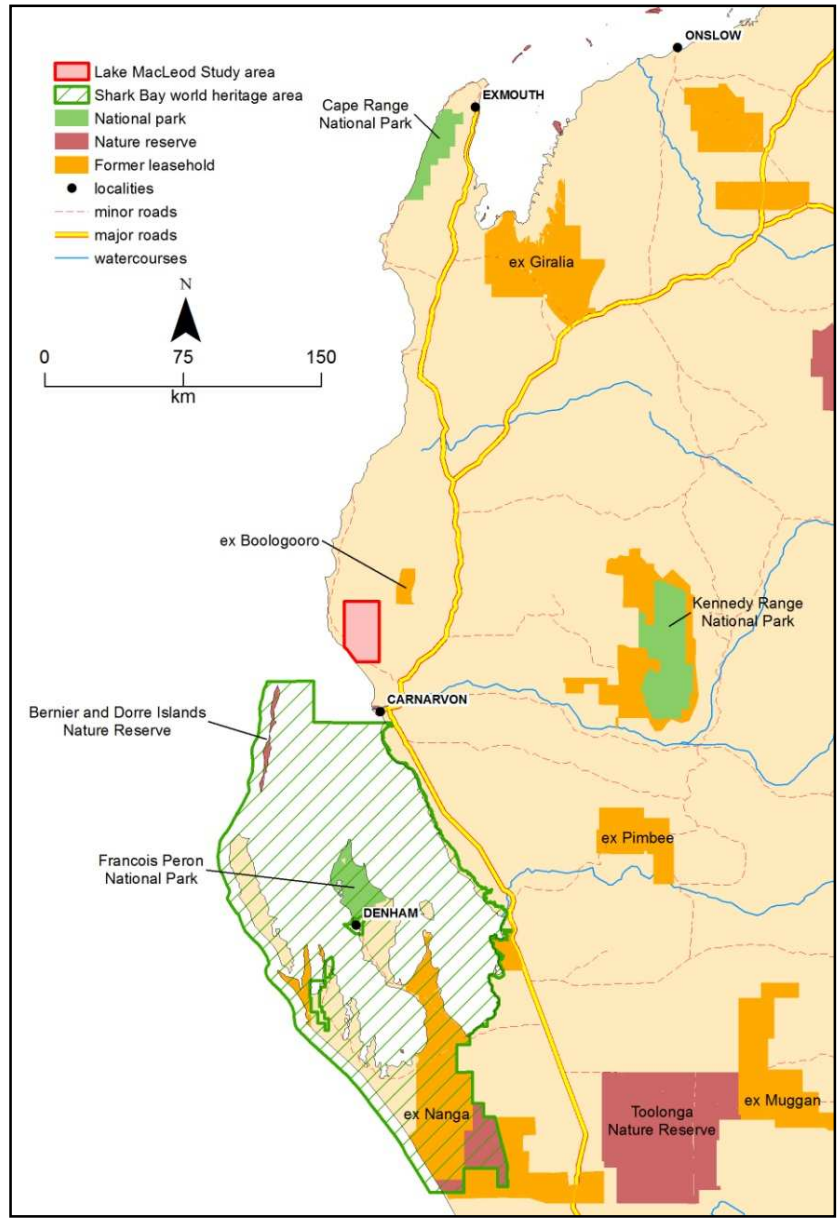 Lake MacLeod Study area
Shark Bay world heritage area
National park
Nature reserve
Former leasehold
localities
minor roads
major roads
watercourses
N
0 75 150
km
ONSLOW
EXMOUTH
Cape Range
National Park
ex Giralia
ex Boologooro
Kennedy Range
National Park
CARNARVON
Bernier and Dorre Islands
Nature Reserve
ex Pimbee
Francois Peron
National Park
DENHAM
ex Nanga
Toolonga
Nature Reserve
ex Muggan